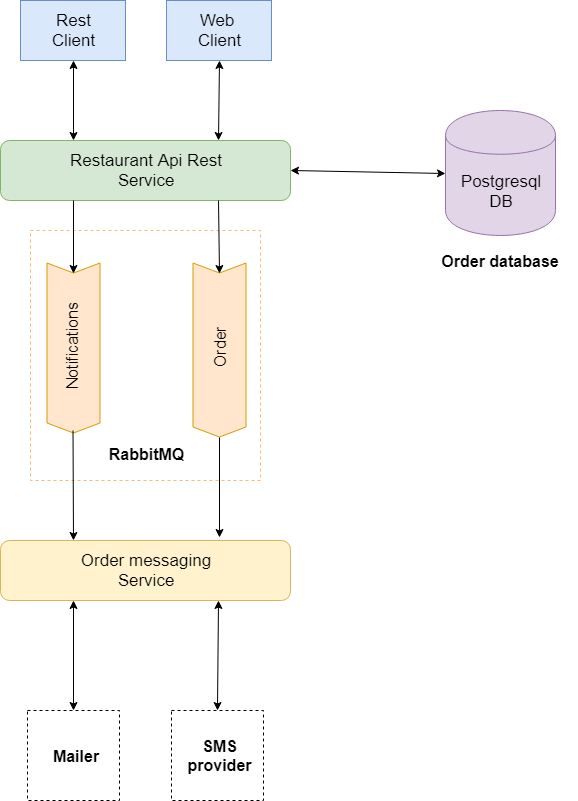 Rest
Client
Web
Client
Restaurant Api Rest
Service
Postgresql
DB
Order database
Notifications
Order
RabbitMQ
Order messaging
Service
Mailer
SMS
provider